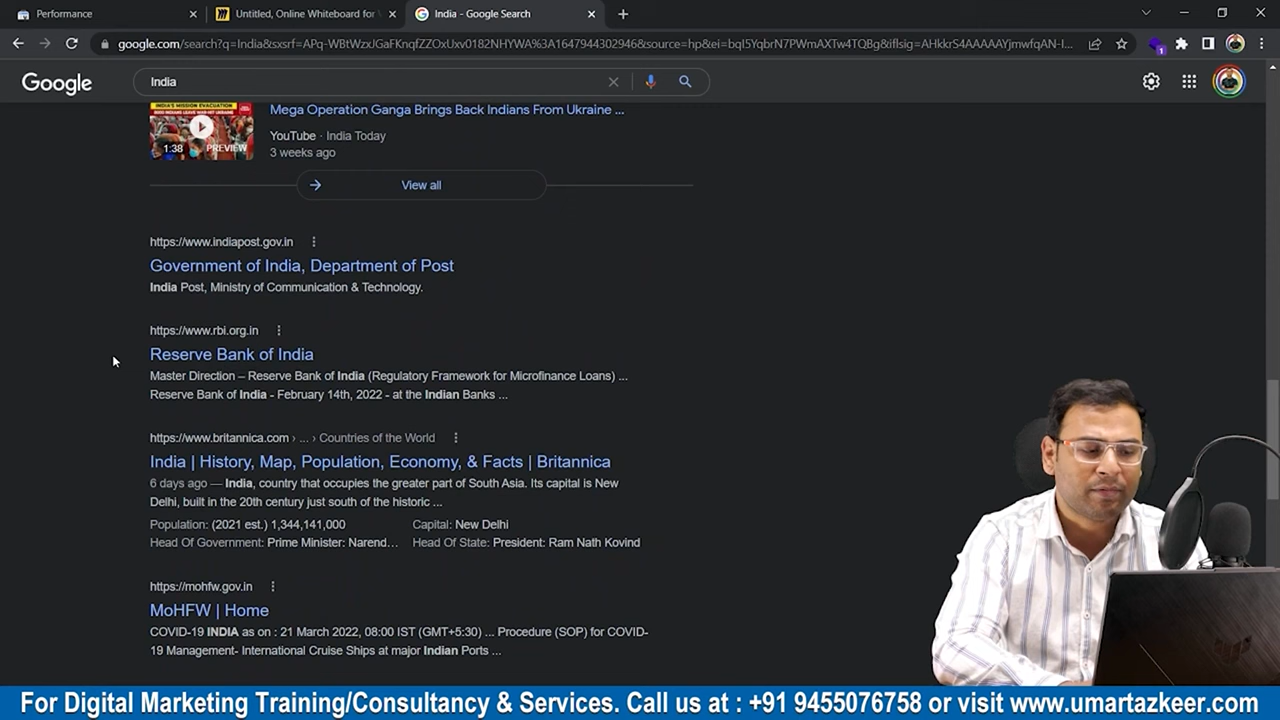 Performance
Untitled, Online Whiteboard for
India - Google Search
google.com/search?q=India&sxsrf=APq-WBtWzxJGaFKnqfZZOxUxv0182NHYWA%3A1647944302946&source=hp&ei=bqI5YqbrN7PWmAXTw4TQBg&iflsig=AHkkrS4AAAAAYjmwfqAN-I...
1
Google
India
INDIA'S MISSION EVACUATION
1:38
PREVIEW
Mega Operation Ganga Brings Back Indians From Ukraine ...
YouTube · India Today
3 weeks ago
View all
https://www.indiapost.gov.in
Government of India, Department of Post
India Post, Ministry of Communication & Technology.
https://www.rbi.org.in
Reserve Bank of India
Master Direction – Reserve Bank of India (Regulatory Framework for Microfinance Loans) ...
Reserve Bank of India - February 14th, 2022 - at the Indian Banks ...
https://www.britannica.com › ... › Countries of the World
India | History, Map, Population, Economy, & Facts | Britannica
6 days ago — India, country that occupies the greater part of South Asia. Its capital is New
Delhi, built in the 20th century just south of the historic ...
Population: (2021 est.) 1,344,141,000 Capital: New Delhi
Head Of Government: Prime Minister: Narend... Head Of State: President: Ram Nath Kovind
https://mohfw.gov.in
MoHFW | Home
COVID-19 INDIA as on : 21 March 2022, 08:00 IST (GMT+5:30) ... Procedure (SOP) for COVID-
19 Management- International Cruise Ships at major Indian Ports ...
For Digital Marketing Training/Consultancy & Services. Call us at : +91 9455076758 or visit www.umartazkeer.com